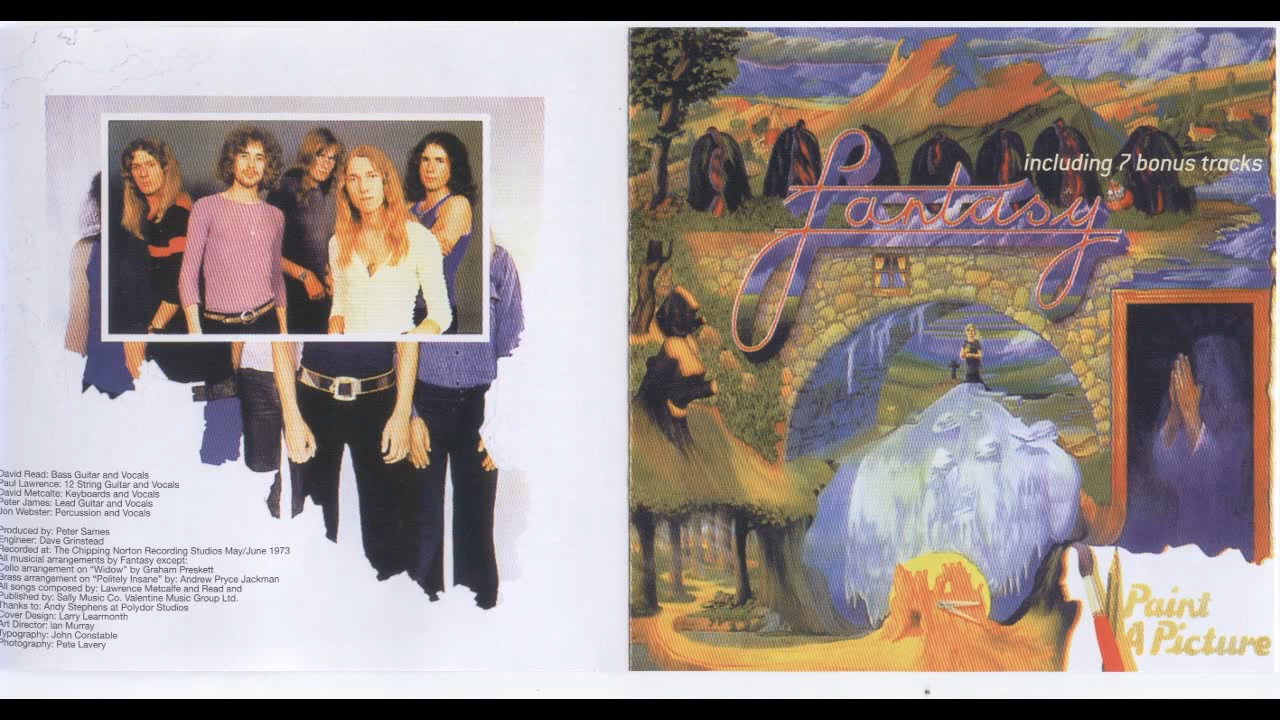 David Read: Bass Guitar and Vocals
Paul Lawrence: 12 String Guitar and Vocals
David Metcalfe: Keyboards and Vocals
Peter James: Lead Guitar and Vocals
Jon Webster: Percussion and Vocals
Produced by: Peter Sames
Engineer: Dave Grinstead
Recorded at: The Chipping Norton Recording Studios May/June 1973
All musicial arrangements by Fantasy except:
Cello arrangement on "Widow" by Graham Preskett
Brass arrangement on "Politely Insane" by: Andrew Pryce Jackman
All songs composed by: Lawrence Metcalfe and Read and
Published by: Sally Music Co. Valentine Music Group Ltd.
Thanks to: Andy Stephens at Polydor Studios
Cover Design: Larry Learmonth
Art Director: Ian Murray
Typography: John Constable
Photography: Pete Lavery
including 7 bonus tracks
Fantasy
Paint
A Picture